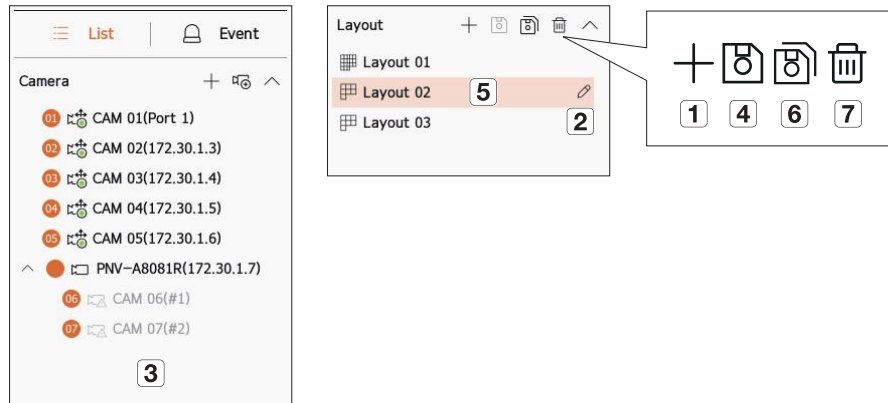 List Event
Camera
01 CAM 01(Port 1)
02 CAM 02(172.30.1.3)
03 CAM 03(172.30.1.4)
04 CAM 04(172.30.1.5)
05 CAM 05(172.30.1.6)
PNV-A8081R(172.30.1.7)
06 CAM 06(#1)
07 CAM 07(#2)
3
Layout
Layout 01
Layout 02 5
2
Layout 03
1 4 6 7